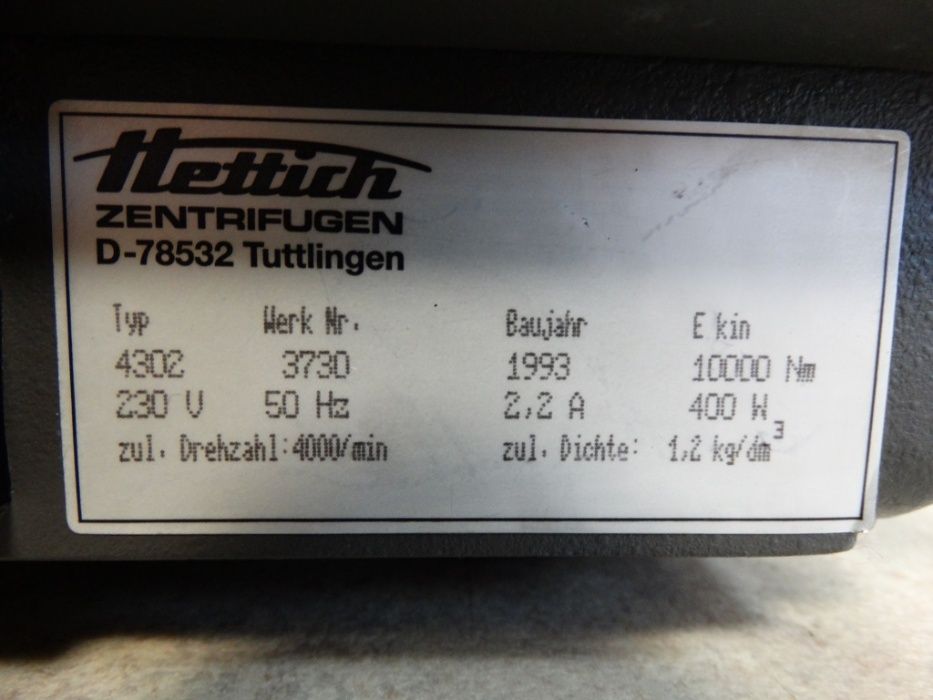 Hettich
ZENTRIFUGEN
D-78532 Tuttlingen
Typ Werk Nr. Baujahr E kin
4302 3730 1993 10000 Nm
230 V 50 Hz 2,2 A 400 W
zul. Drehzahl:4000/min zul. Dichte: 1,2 kg/dm³